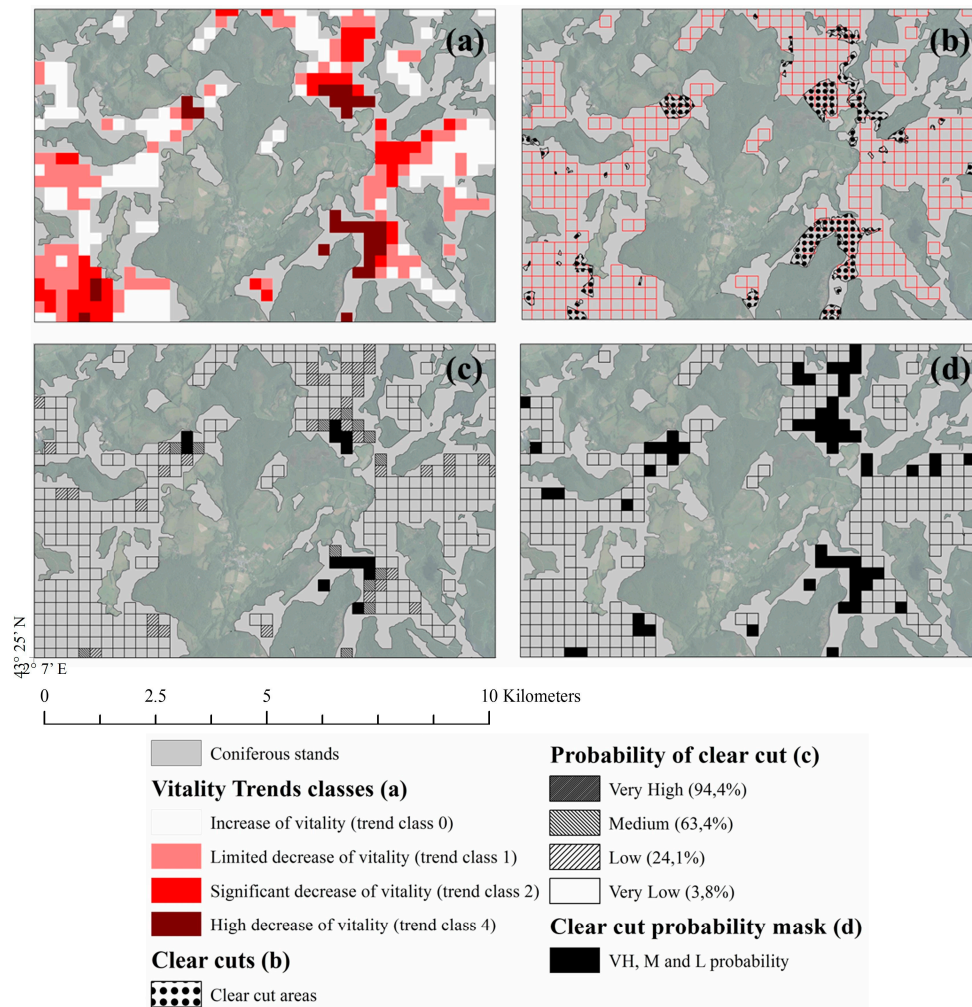 (a)
(b)
(c)
(d)
43° 25' N
2° 7' E
0 2.5 5 10 Kilometers
Coniferous stands
Vitality Trends classes (a)
Increase of vitality (trend class 0)
Limited decrease of vitality (trend class 1)
Significant decrease of vitality (trend class 2)
High decrease of vitality (trend class 4)
Clear cuts (b)
Clear cut areas
Probability of clear cut (c)
Very High (94,4%)
Medium (63,4%)
Low (24,1%)
Very Low (3,8%)
Clear cut probability mask (d)
VH, M and L probability